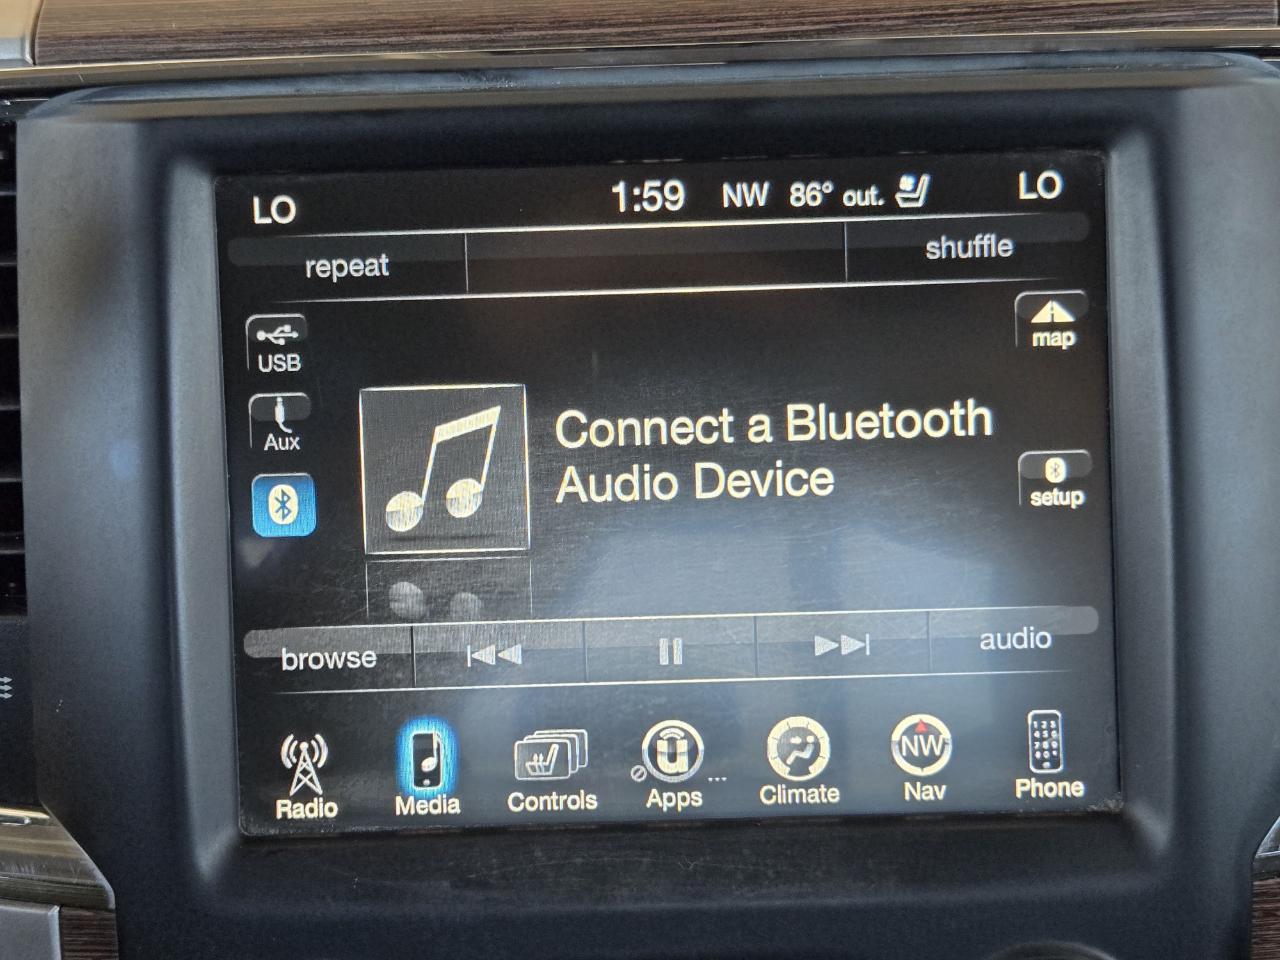 LO 1:59 NW 86° out. LO
repeat shuffle
USB
map
Aux
Connect a Bluetooth
Audio Device
setup
browse audio
NW
Radio Media Controls Apps Climate Nav Phone